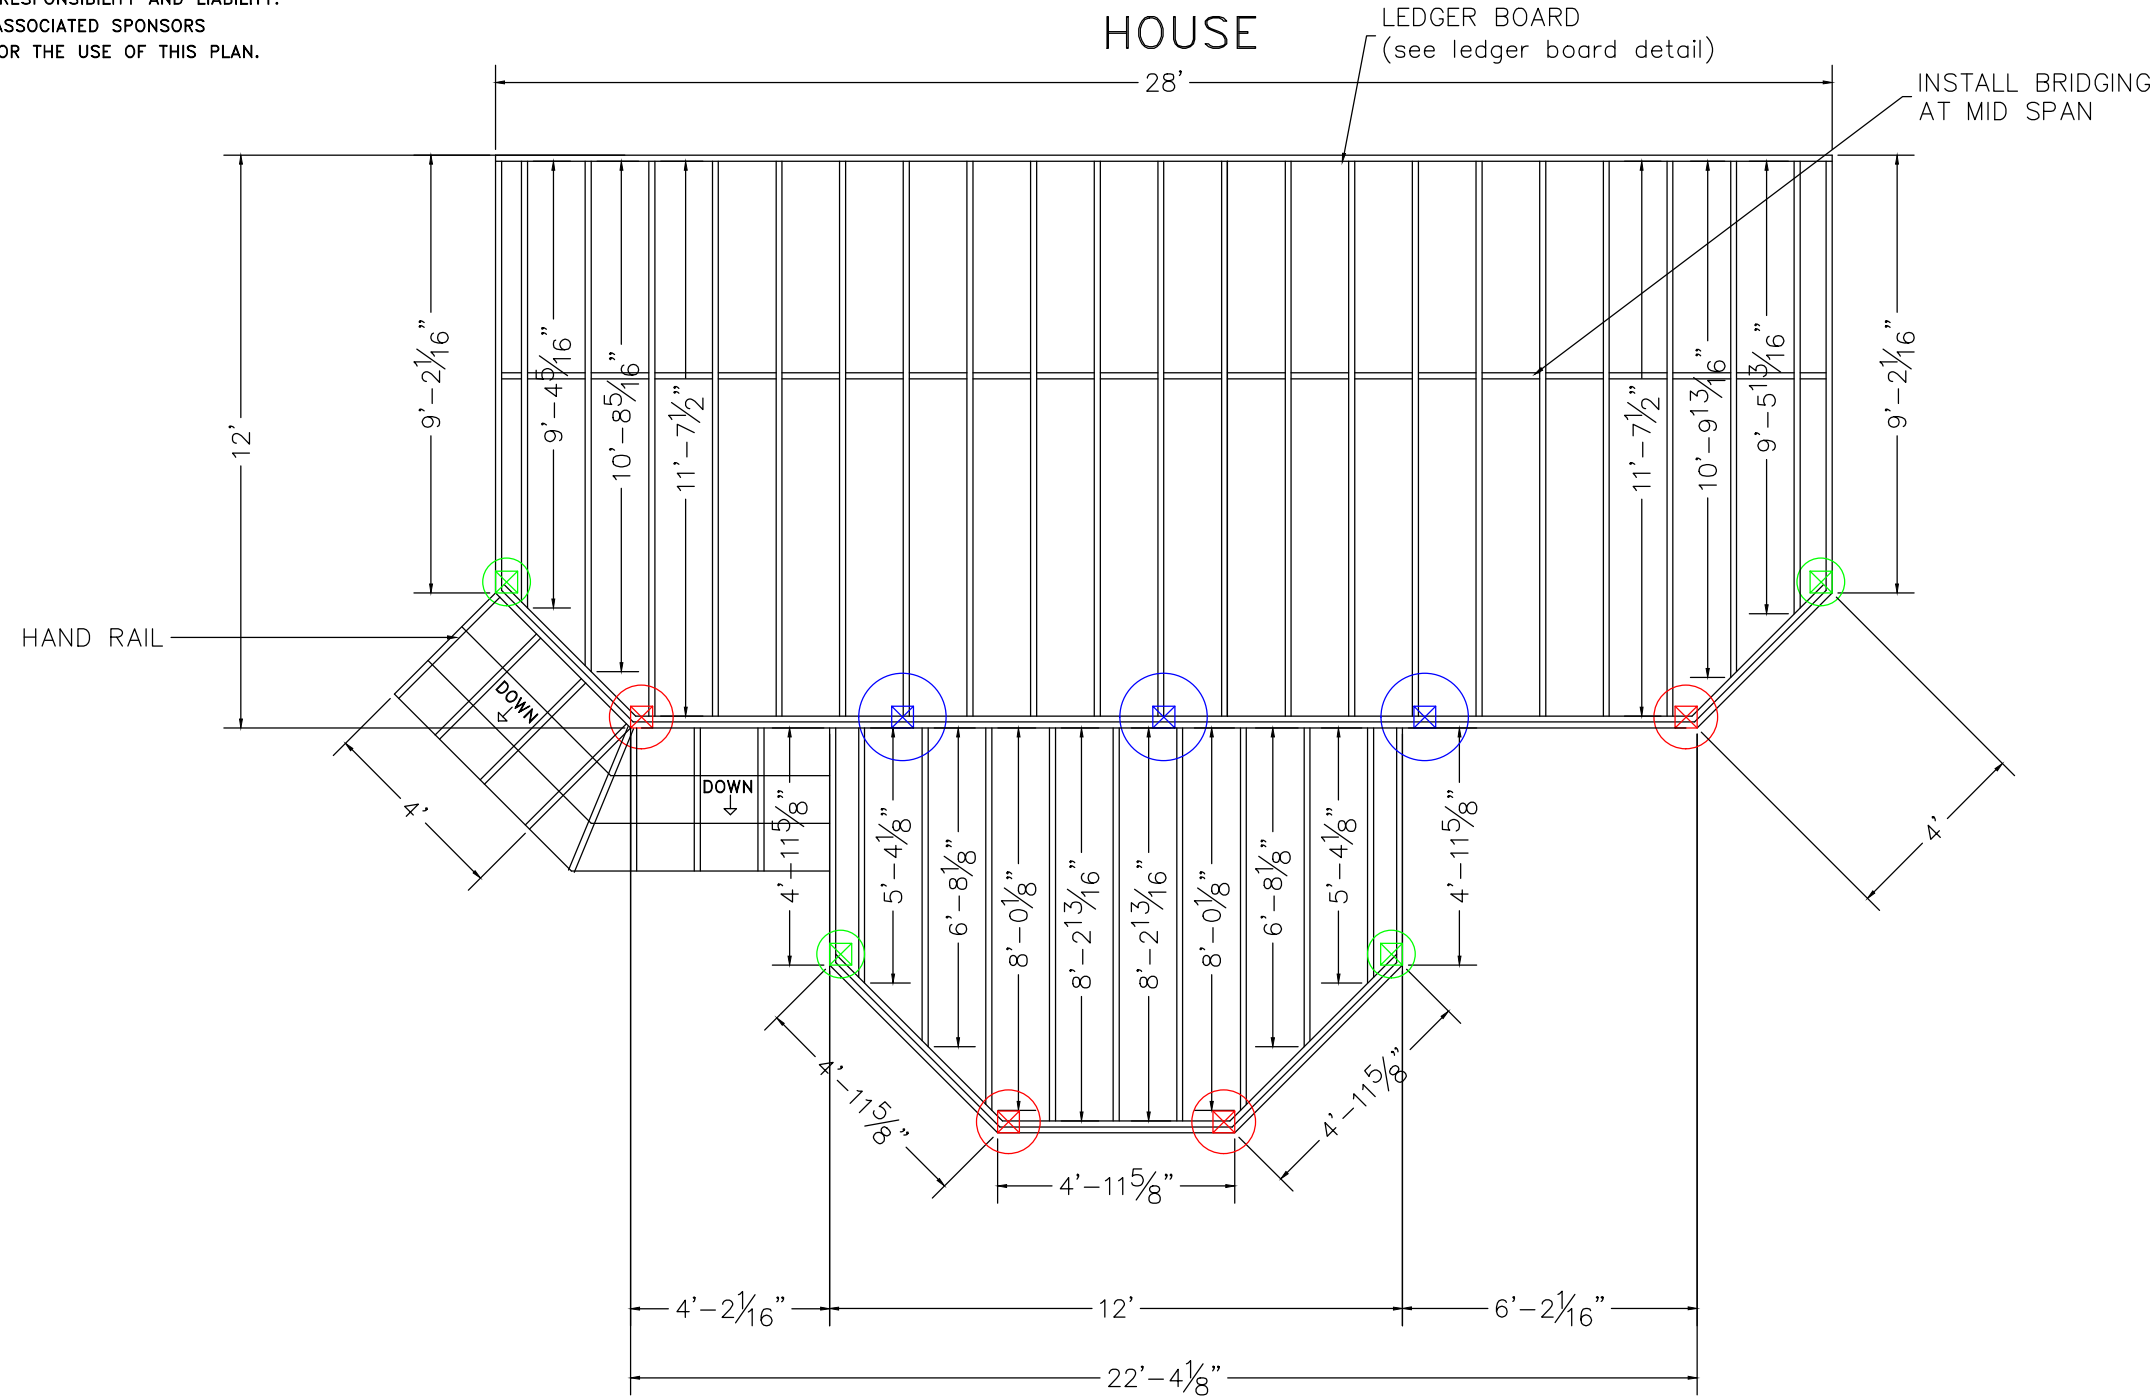 RESPONSIBILITY AND LIABILITY.
ASSOCIATED SPONSORS
OR THE USE OF THIS PLAN.
HOUSE
LEDGER BOARD
(see ledger board detail)
28'
INSTALL BRIDGING
AT MID SPAN
12'
9'-2 1/16"
9'-4 5/16"
10'-8 5/16"
11'-7 1/2"
11'-7 1/2"
10'-9 13/16"
9'-5 13/16"
9'-2 1/16"
HAND RAIL
DOWN
DOWN
4'
4'
4'-11 5/8"
5'-4 1/8"
6'-8 1/8"
8'-0 1/8"
8'-2 13/16"
8'-2 13/16"
8'-0 1/8"
6'-8 1/8"
5'-4 1/8"
4'-11 5/8"
4'-11 5/8"
4'-11 5/8"
4'-11 5/8"
4'-2 1/16"
12'
6'-2 1/16"
22'-4 1/8"